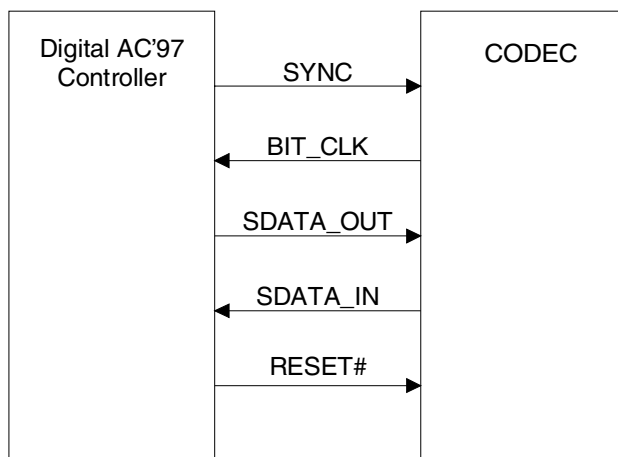 Digital AC'97
Controller
CODEC
SYNC
BIT_CLK
SDATA_OUT
SDATA_IN
RESET#